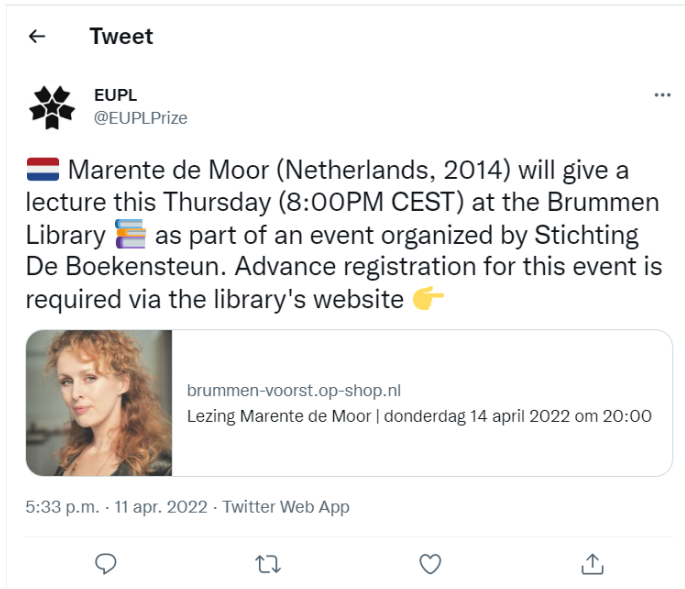 Tweet
EUPL
@EUPLPrize
🇳🇱 Marente de Moor (Netherlands, 2014) will give a
lecture this Thursday (8:00PM CEST) at the Brummen
Library 📚 as part of an event organized by Stichting
De Boekensteun. Advance registration for this event is
required via the library's website 👉
brummen-voorst.op-shop.nl
Lezing Marente de Moor | donderdag 14 april 2022 om 20:00
5:33 p.m. · 11 apr. 2022 · Twitter Web App